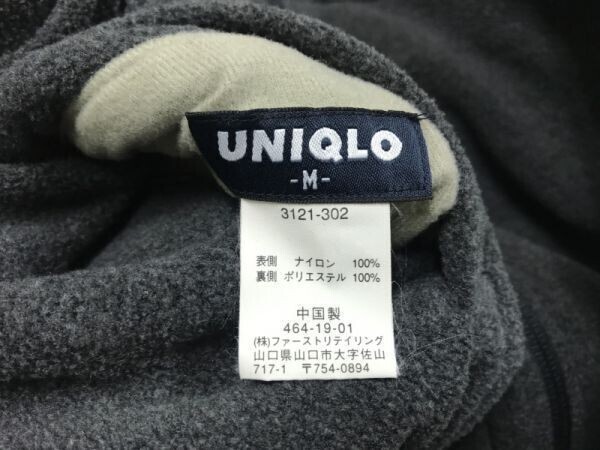 UNIQLO
-M-
3121-302
表側 ナイロン 100%
裏側 ポリエステル 100%
中国製
464-19-01
(株)ファーストリテイリング
山口県山口市大字佐山
717-1 〒754-0894